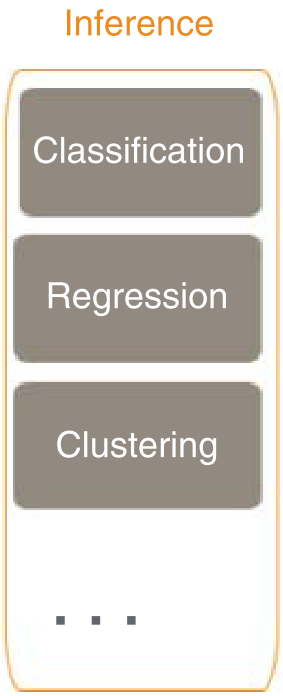 Inference
Classification
Regression
Clustering
...